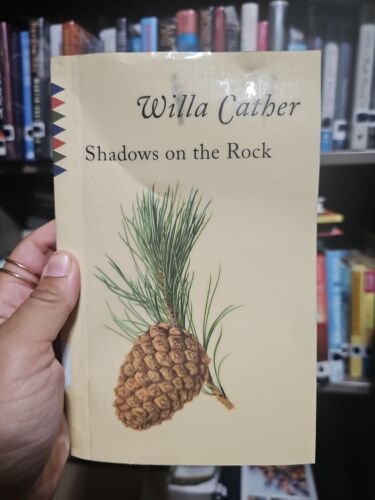 Willa Cather
Shadows on the Rock